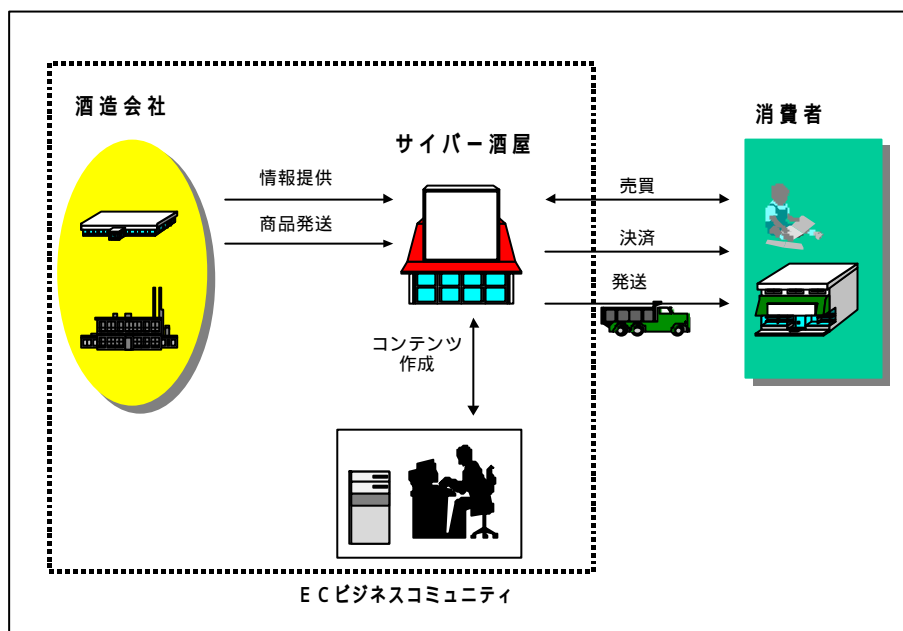 酒造会社
サイバー酒屋
消費者
情報提供
商品発送
売買
決済
発送
コンテンツ
作成
ECビジネスコミュニティ